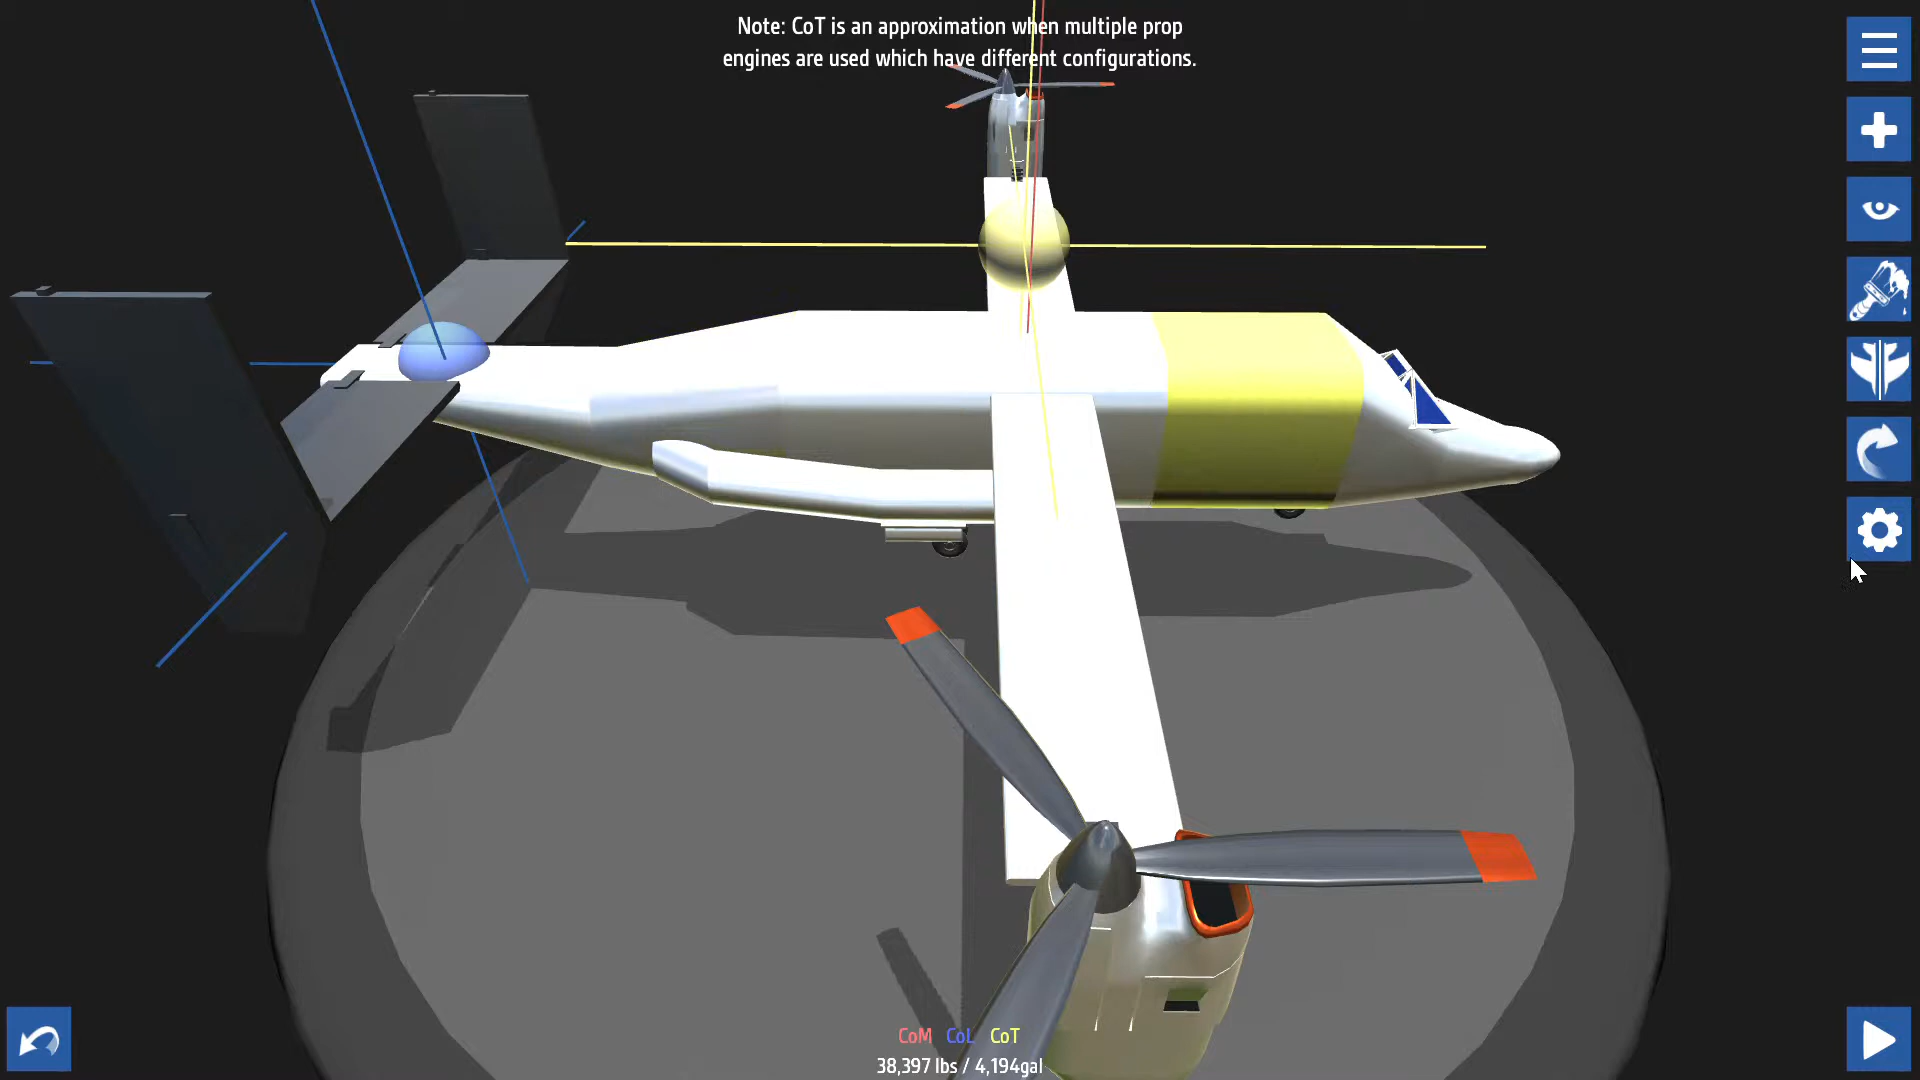 Note: CoT is an approximation when multiple prop
engines are used which have different configurations.
CoM CoL CoT
38,397 lbs / 4,194gal